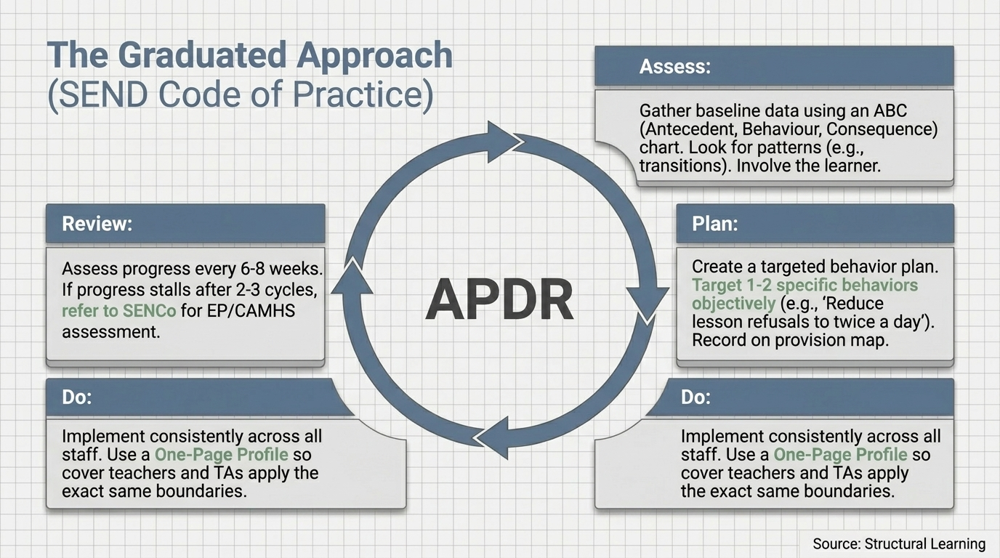 The Graduated Approach
(SEND Code of Practice)
Assess:
Gather baseline data using an ABC
(Antecedent, Behaviour, Consequence)
chart. Look for patterns (e.g.,
transitions). Involve the learner.
Review:
Assess progress every 6-8 weeks.
If progress stalls after 2-3 cycles,
refer to SENCo for EP/CAMHS
assessment.
APDR
Plan:
Create a targeted behavior plan.
Target 1-2 specific behaviors
objectively (e.g., ‘Reduce
lesson refusals to twice a day’).
Record on provision map.
Do:
Implement consistently across all
staff. Use a One-Page Profile so
cover teachers and TAs apply the
exact same boundaries.
Do:
Implement consistently across all
staff. Use a One-Page Profile so
cover teachers and TAs apply
the exact same boundaries.
Source: Structural Learning